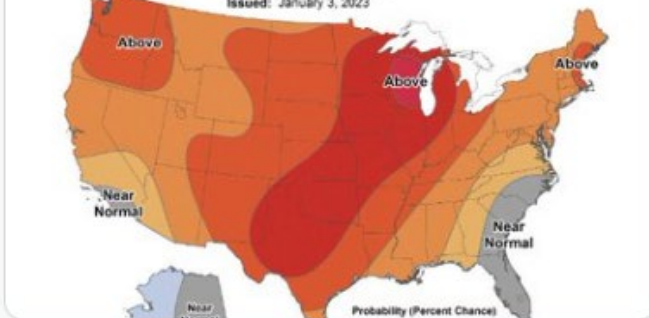 Issued: January 3, 2023
Above
Above
Above
Near
Normal
Near
Normal
Near
Probability (Percent Chance)